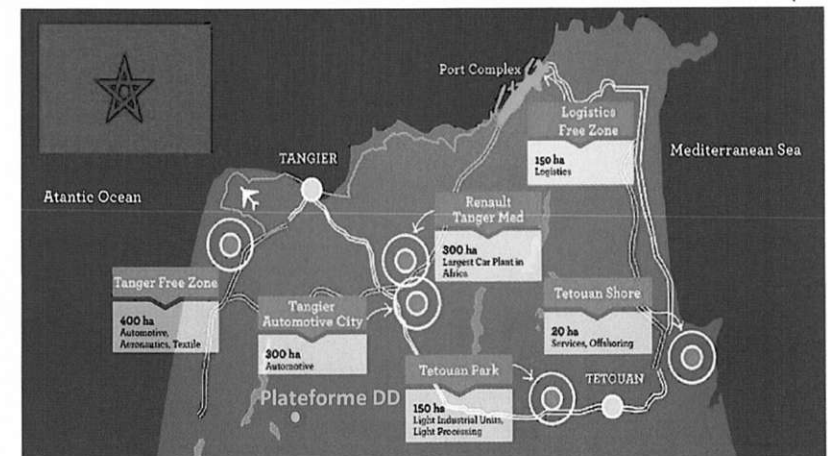 Port Complex
Logistics
Free Zone
150 ha
Logistics
Mediterranean Sea
TANGIER
Atantic Ocean
Renault
Tanger Med
300 ha
Largest Car Plant in
Africa
Tanger Free Zone
400 ha
Automotive,
Aeronautics, Textile
Tangier
Automotive City
300 ha
Automotive
Tetouan Shore
20 ha
Services, Offshoring
Plateforme DD
Tetouan Park
150 ha
Light Industrial Units,
Light Processing
TETOUAN